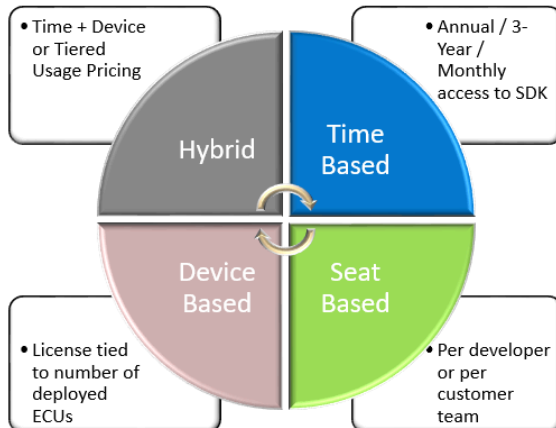 • Time + Device
or Tiered
Usage Pricing
• Annual / 3-
Year /
Monthly
access to SDK
Hybrid
Time
Based
Device
Based
Seat
Based
• License tied
to number of
deployed
ECUs
• Per developer
or per
customer
team